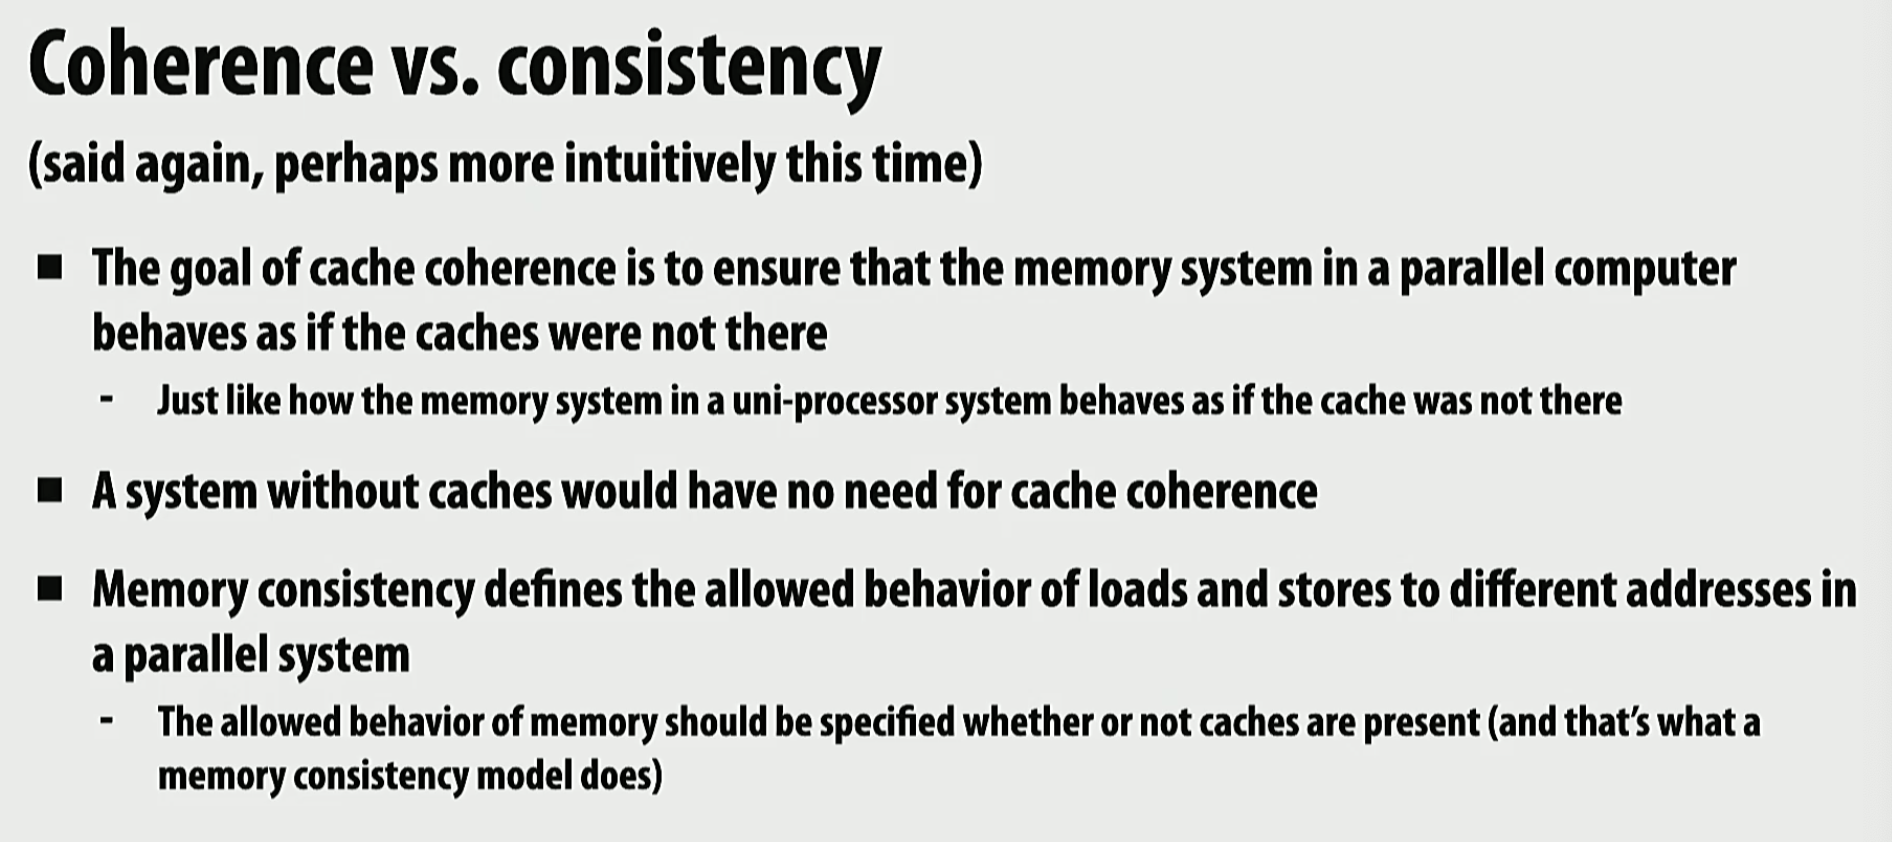 Coherence vs. consistency
(said again, perhaps more intuitively this time)
■ The goal of cache coherence is to ensure that the memory system in a parallel computer
behaves as if the caches were not there
- Just like how the memory system in a uni-processor system behaves as if the cache was not there
■ A system without caches would have no need for cache coherence
■ Memory consistency defines the allowed behavior of loads and stores to different addresses in
a parallel system
- The allowed behavior of memory should be specified whether or not caches are present (and that’s what a
memory consistency model does)